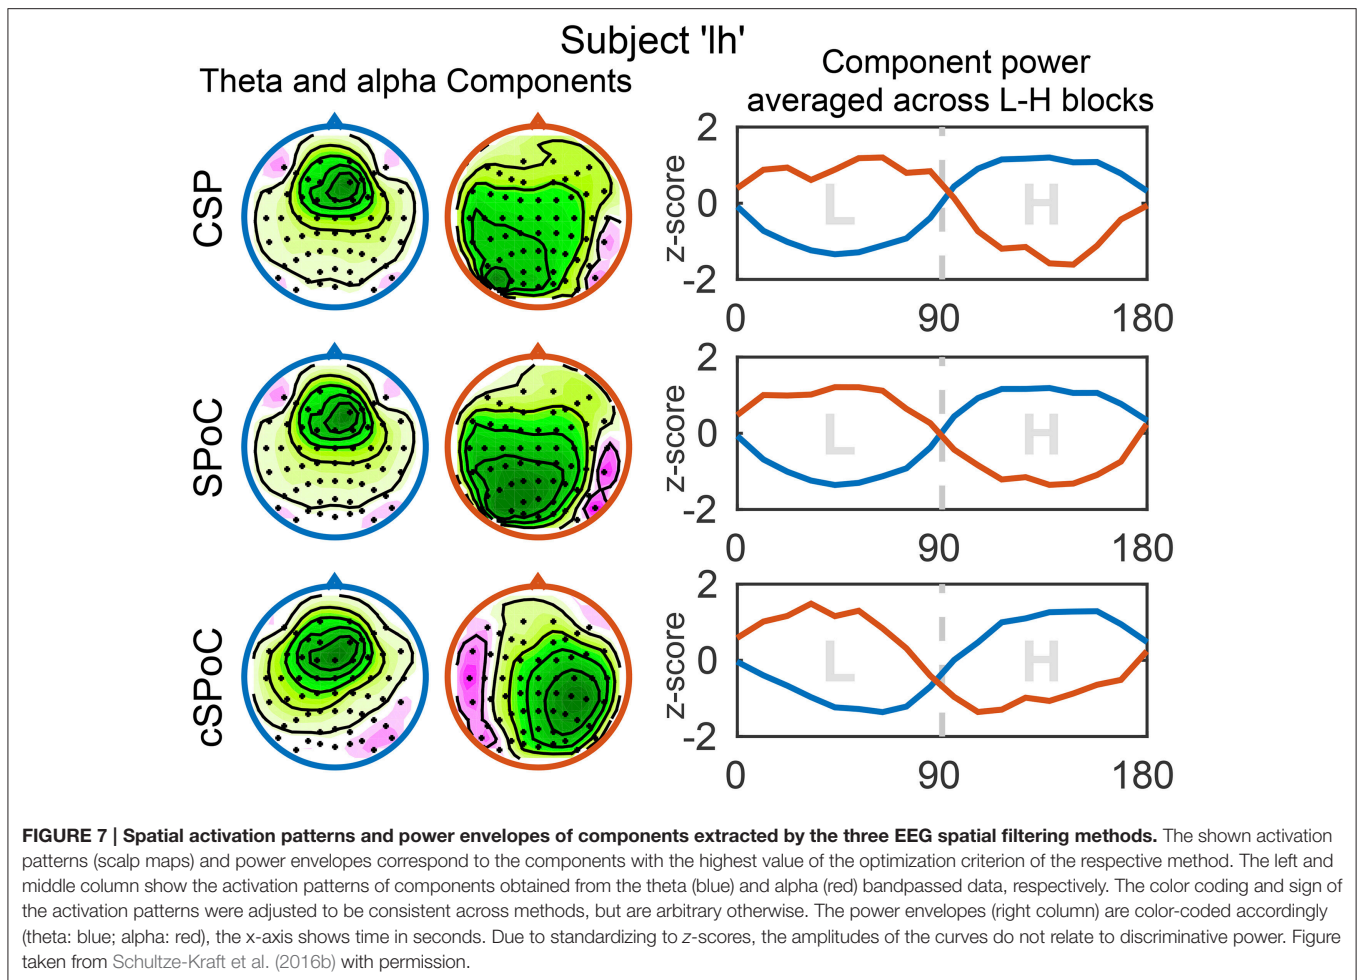 Subject 'lh'
Theta and alpha Components
Component power
averaged across L-H blocks
CSP
z-score
2
0
-2
L
H
0
90
180
SPoC
z-score
2
0
-2
L
H
0
90
180
cSPoC
z-score
2
0
-2
L
H
0
90
180
FIGURE 7 | Spatial activation patterns and power envelopes of components extracted by the three EEG spatial filtering methods. The shown activation
patterns (scalp maps) and power envelopes correspond to the components with the highest value of the optimization criterion of the respective method. The left and
middle column show the activation patterns of components obtained from the theta (blue) and alpha (red) bandpassed data, respectively. The color coding and sign of
the activation patterns were adjusted to be consistent across methods, but are arbitrary otherwise. The power envelopes (right column) are color-coded accordingly
(theta: blue; alpha: red), the x-axis shows time in seconds. Due to standardizing to z-scores, the amplitudes of the curves do not relate to discriminative power. Figure
taken from Schultze-Kraft et al. (2016b) with permission.